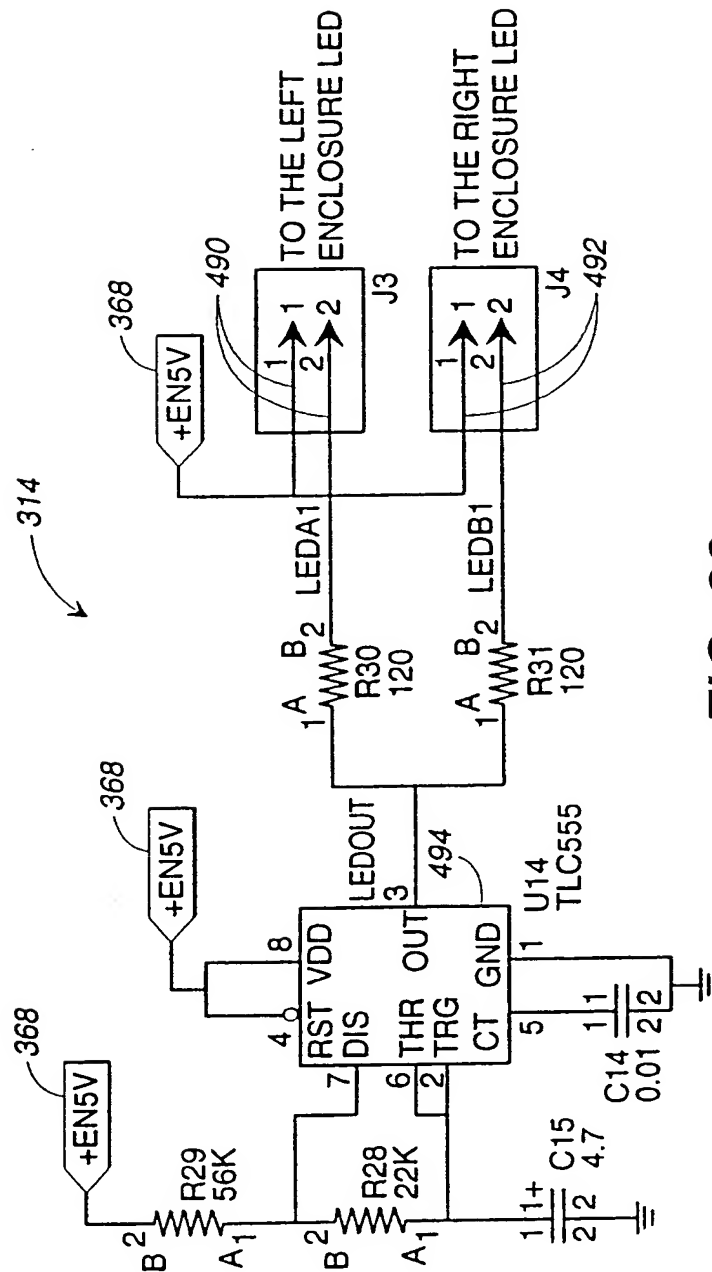 314
368
+EN5V
368
+EN5V
368
+EN5V
B 2
R29
56K
A 1
B 2
R28
22K
A 1
1 1+
C15
4.7
2 2
4
8
RST VDD
7
DIS
6
THR
OUT
3
LEDOUT
2
TRG
CT
GND
5
1
494
U14
TLC555
1 1
C14
0.01
2 2
1 A
B 2
R30
120
LEDA1
1 A
B 2
R31
120
LEDB1
490
1
1
2
2
J3
TO THE LEFT
ENCLOSURE LED
1
1
2
2
J4
492
TO THE RIGHT
ENCLOSURE LED